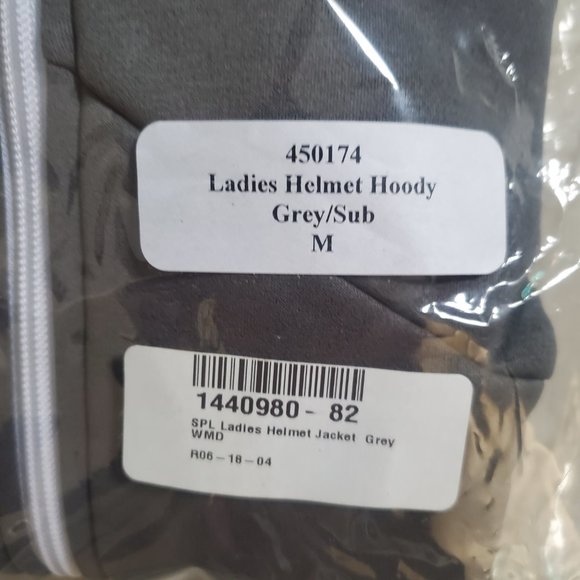 450174
Ladies Helmet Hoody
Grey/Sub
M
1440980 - 82
SPL Ladies Helmet Jacket Grey
WMD
R06-18-04